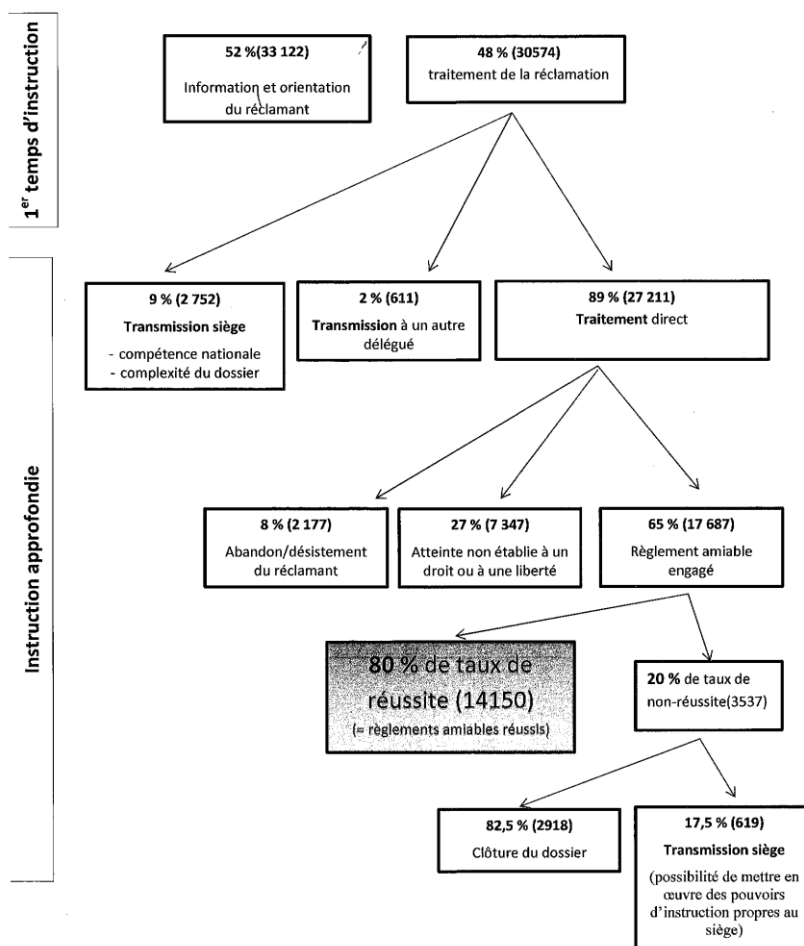 1er temps d'instruction
52 %(33 122)
Information et orientation
du réclamant
48 % (30574)
traitement de la réclamation
Instruction approfondie
9 % (2 752)
Transmission siège
- compétence nationale
- complexité du dossier
2 % (611)
Transmission à un autre
délégué
89 % (27 211)
Traitement direct
8 % (2 177)
Abandon/désistement
du réclamant
27 % (7 347)
Atteinte non établie à un
droit ou à une liberté
65 % (17 687)
Règlement amiable
engagé
80 % de taux de
réussite (14150)
(= règlements amiables réussis)
20 % de taux de
non-réussite(3537)
82,5 % (2918)
Clôture du dossier
17,5 % (619)
Transmission siège
(possibilité de mettre en
œuvre des pouvoirs
d'instruction propres au
siège)